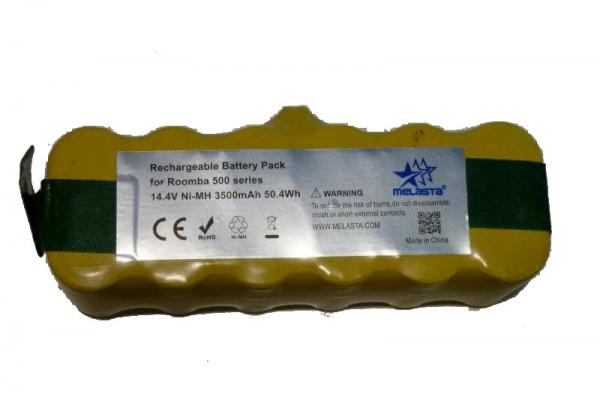 Rechargeable Battery Pack
for Roomba 500 series
14.4V Ni-MH 3500mAh 50.4Wh
MELASTA®
WARNING
To reduce the risk of burns, do not disassemble,
crush, or short external contacts.
WWW.MELASTA.COM
Made in China
CE
RoHS
Ni-MH